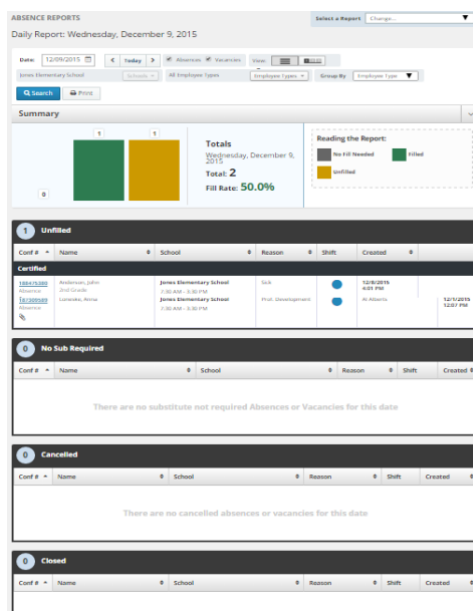 ABSENCE REPORTS
Select a Report Change...
Daily Report: Wednesday, December 9, 2015
Date: 12/09/2015 < Today > Absences Vacancies View:
Jones Elementary School Schools All Employee Types Employee Types Group By Employee Type
Search Print
Summary
1 1
0
Totals
Wednesday, December 9,
2015
Total: 2
Fill Rate: 50.0%
Reading the Report:
No Fill Needed Filled
Unfilled
1 Unfilled
Conf # Name School Reason Shift Created
Certified
Anderson, John Jones Elementary School Sick 12/8/2015
Absence 2nd Grade 7:30 AM - 3:30 PM 4:01 PM
Jones Elementary School Prof. Development Al Alberts 12/1/2015
Absence 7:30 AM - 3:30 PM 12:07 PM
0 No Sub Required
Conf # Name School Reason Shift Created
There are no substitute not required Absences or Vacancies for this date
0 Cancelled
Conf # Name School Reason Shift Created
There are no cancelled absences or vacancies for this date
0 Closed
Conf # Name School Reason Shift Created